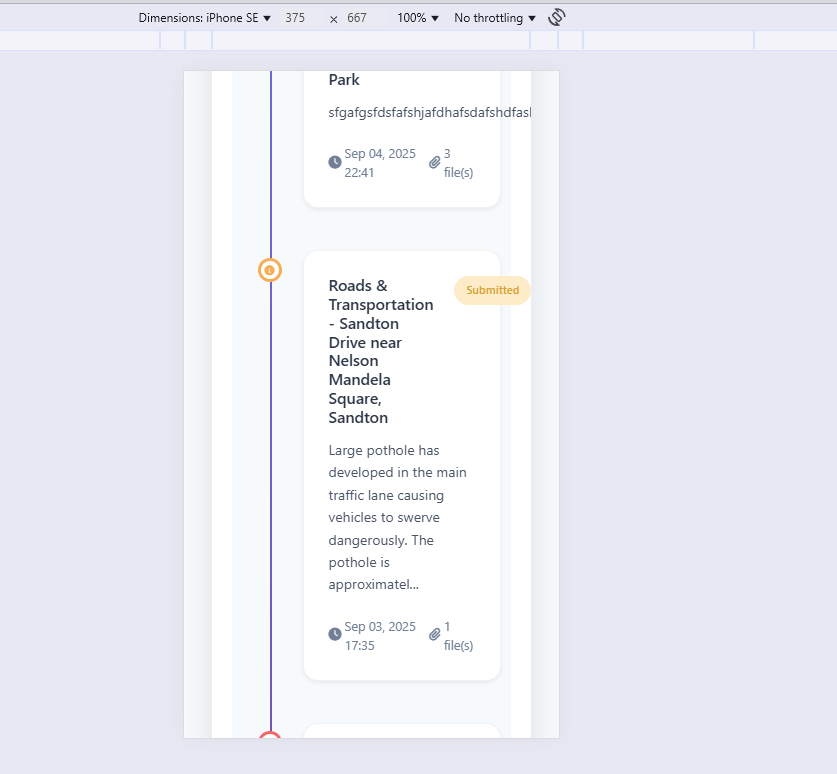 Dimensions: iPhone SE ▼ 375 × 667 100% ▼ No throttling ▼
Park
sfgafgsfdsfafshjafdhafsdafshdfasl
Sep 04, 2025
22:41
3
file(s)
Roads &
Transportation
- Sandton
Drive near
Nelson
Mandela
Square,
Sandton
Submitted
Large pothole has
developed in the main
traffic lane causing
vehicles to swerve
dangerously. The
pothole is
approximatel...
Sep 03, 2025
17:35
1
file(s)